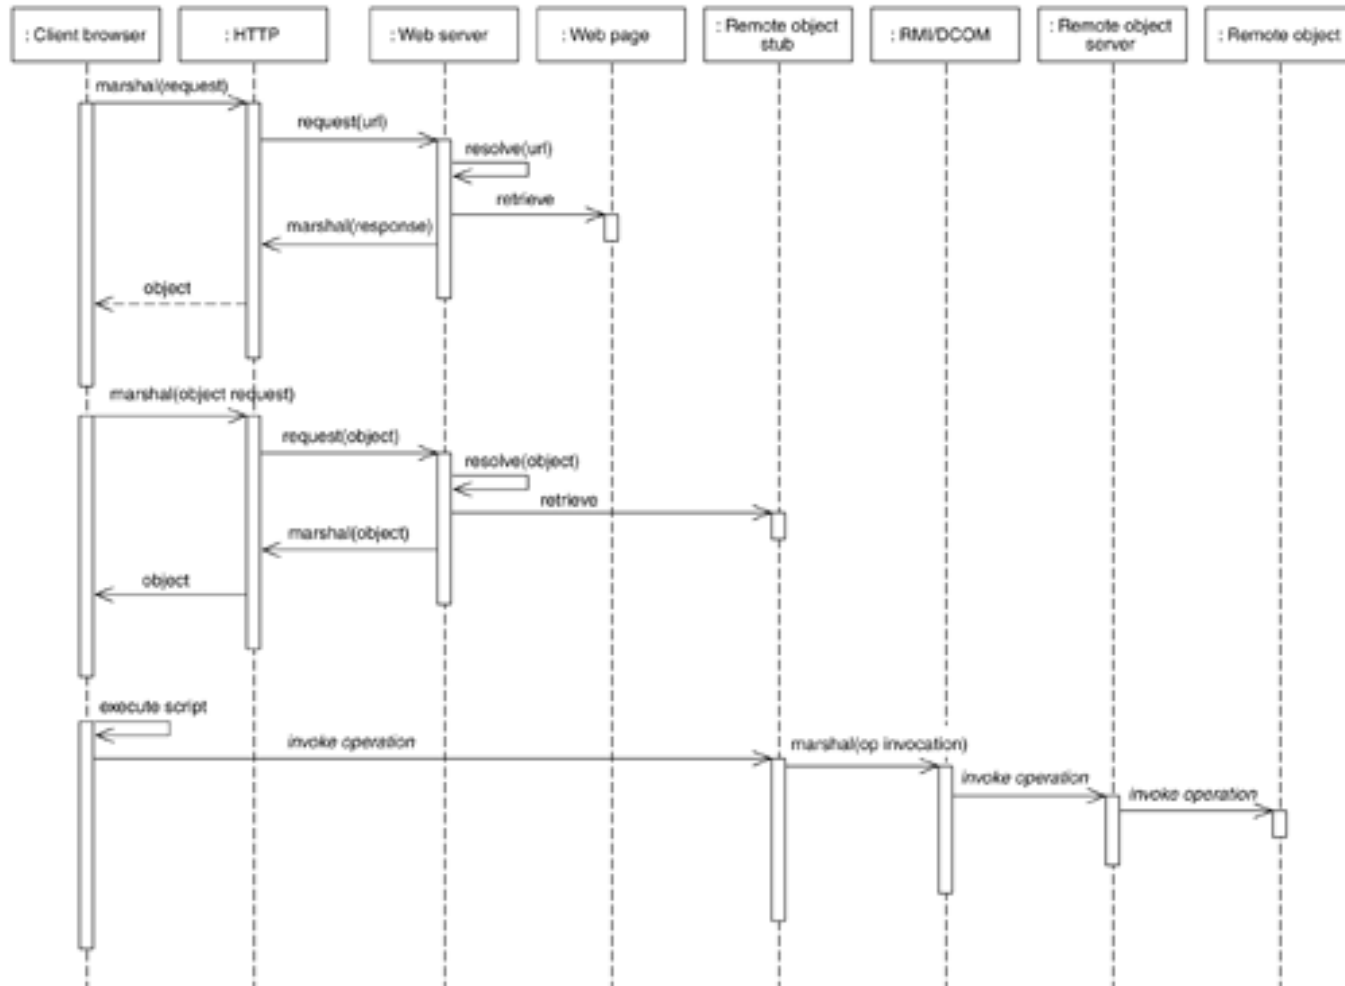 : Client browser
: HTTP
: Web server
: Web page
: Remote object
stub
: RMI/DCOM
: Remote object
server
: Remote object
marshal(request)
request(url)
resolve(url)
retrieve
marshal(response)
object
marshal(object request)
request(object)
resolve(object)
retrieve
marshal(object)
object
execute script
invoke operation
marshal(op invocation)
invoke operation
invoke operation